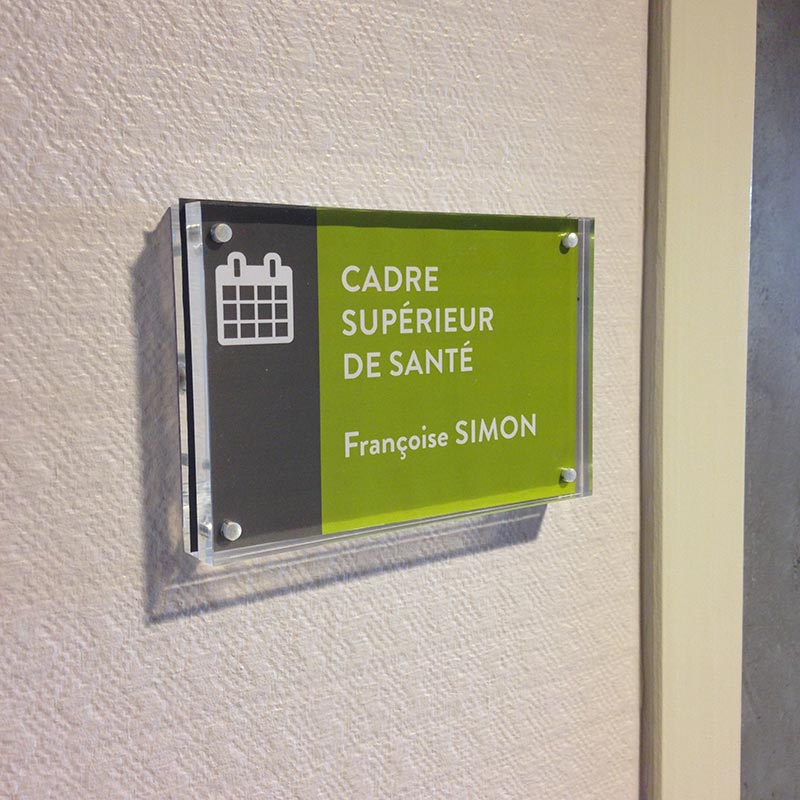 CADRE
SUPÉRIEUR
DE SANTÉ
Françoise SIMON